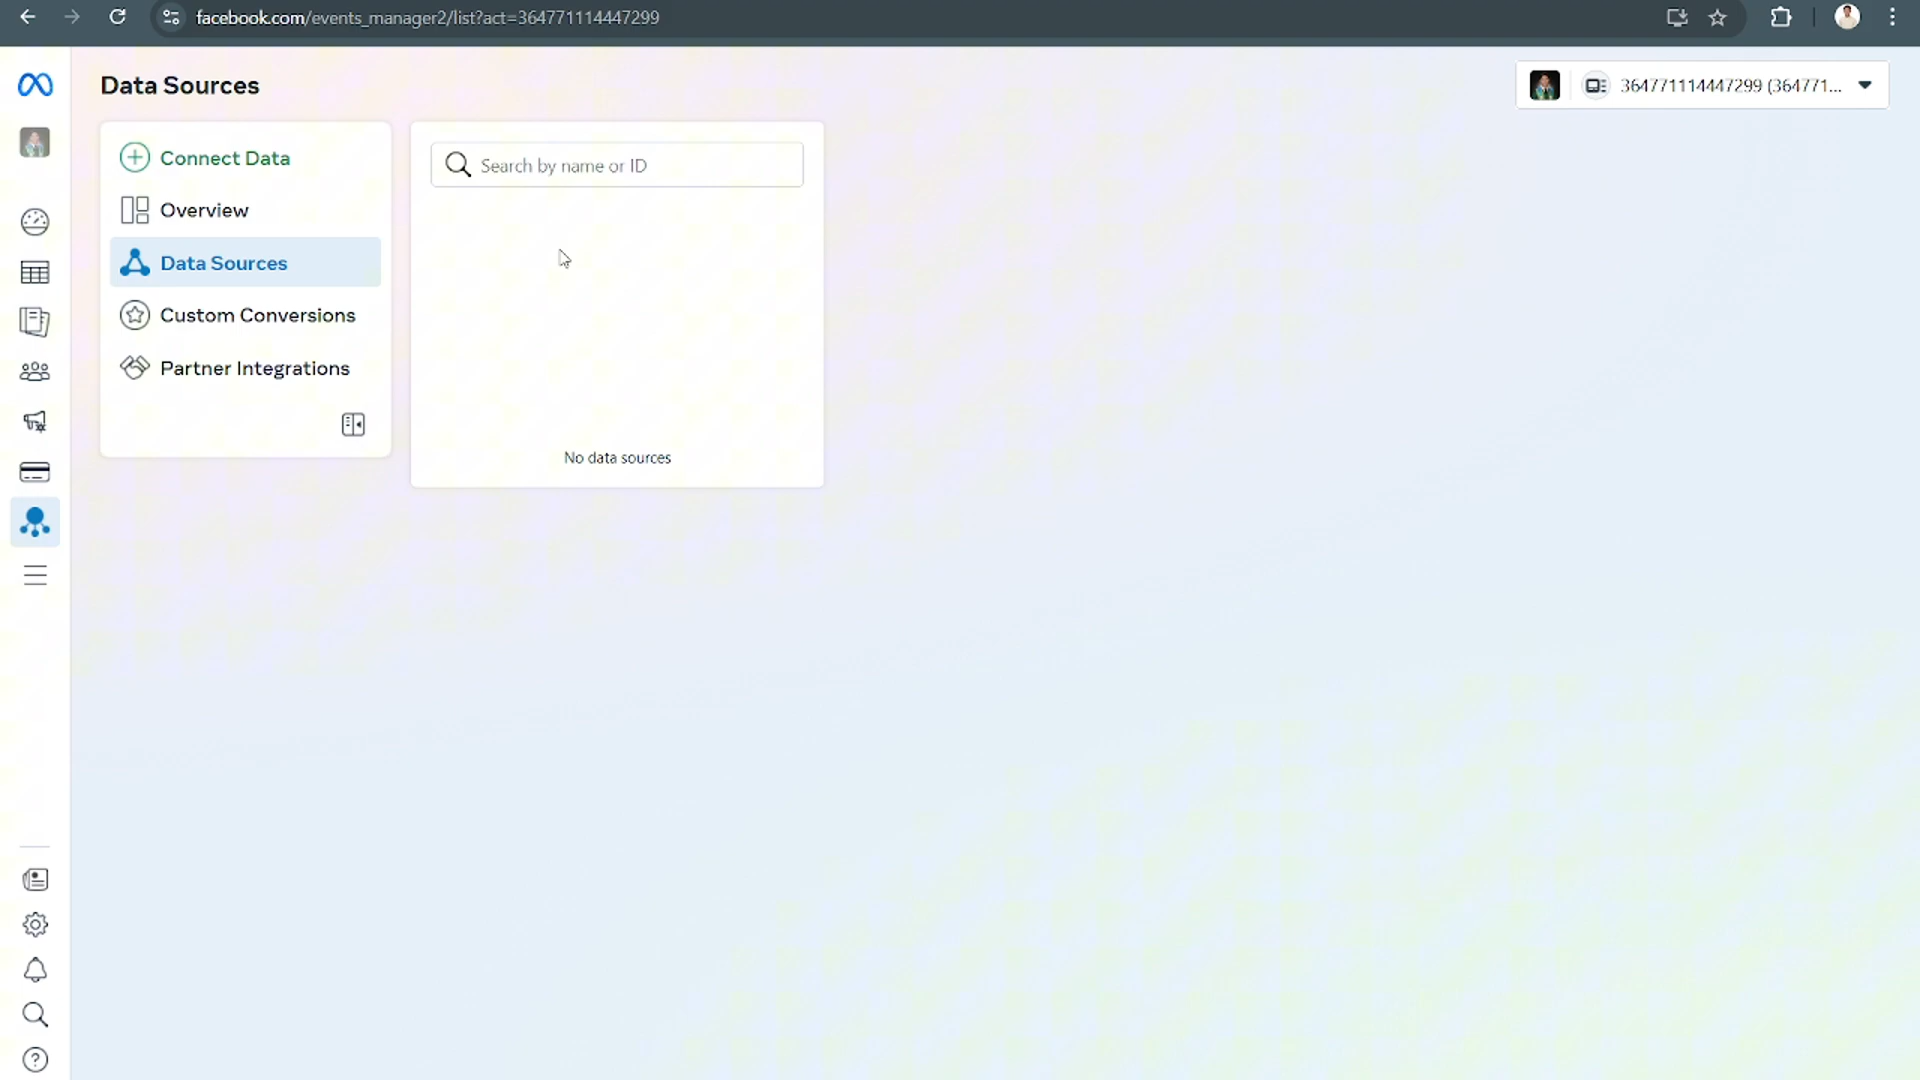 facebook.com/events_manager2/list?act=364771114447299
Data Sources
364771114447299 (364771...
Connect Data
Overview
Data Sources
Custom Conversions
Partner Integrations
Search by name or ID
No data sources